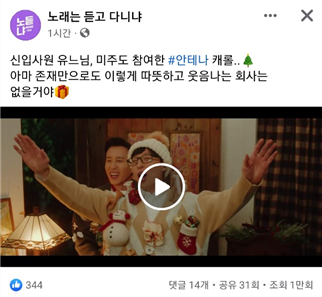 노듣냐
노래는 듣고 다니냐
1시간 ·
신입사원 유느님, 미주도 참여한 #안테나 캐롤..
아마 존재만으로도 이렇게 따뜻하고 웃음나는 회사는
없을거야
344
댓글 14개 · 공유 31회 · 조회 1만회